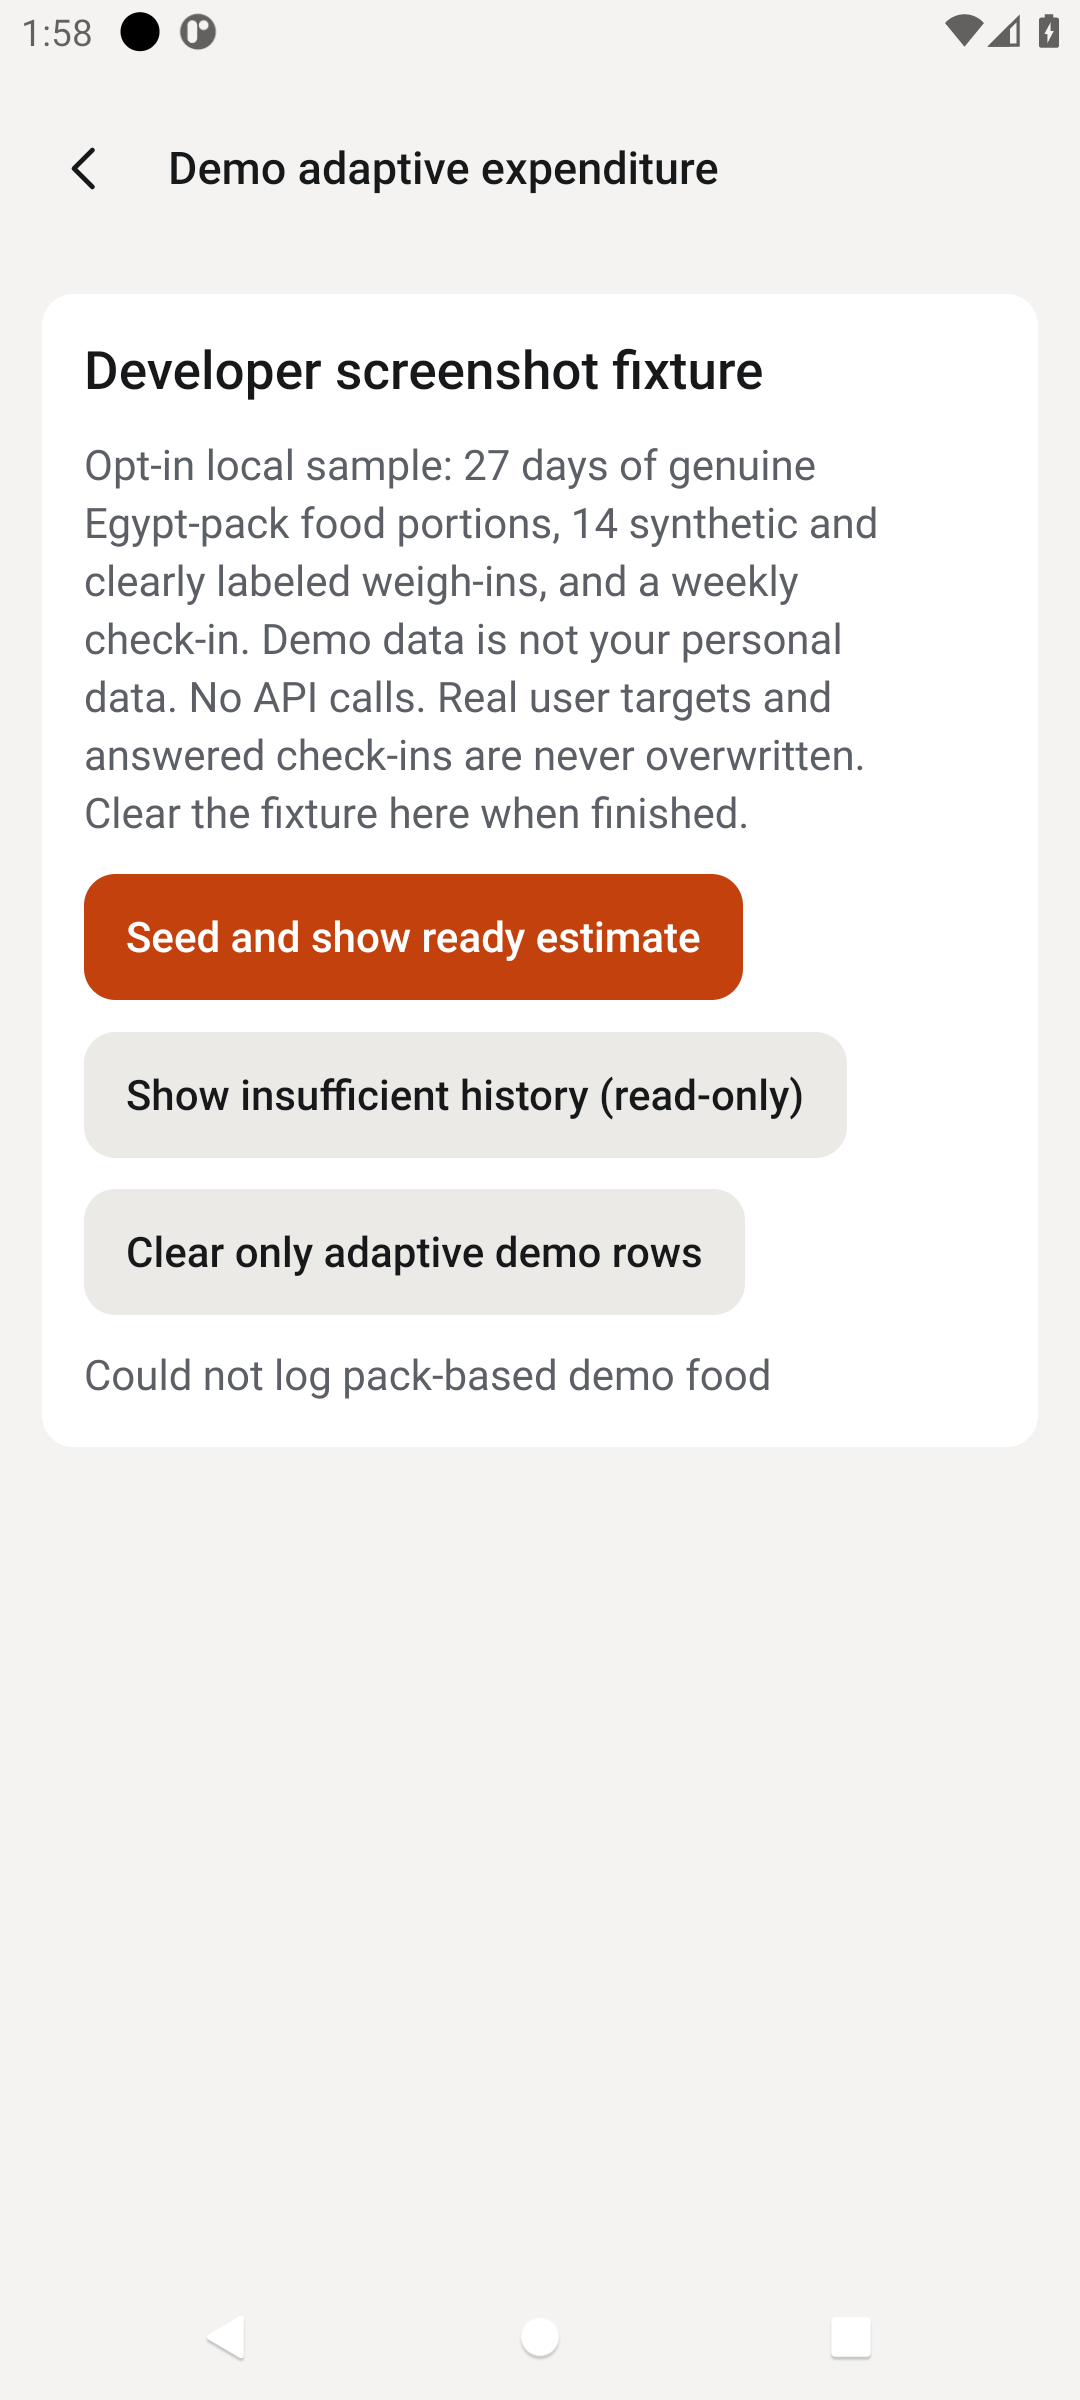 1:58
Demo adaptive expenditure
Developer screenshot fixture
Opt-in local sample: 27 days of genuine
Egypt-pack food portions, 14 synthetic and
clearly labeled weigh-ins, and a weekly
check-in. Demo data is not your personal
data. No API calls. Real user targets and
answered check-ins are never overwritten.
Clear the fixture here when finished.
Seed and show ready estimate
Show insufficient history (read-only)
Clear only adaptive demo rows
Could not log pack-based demo food